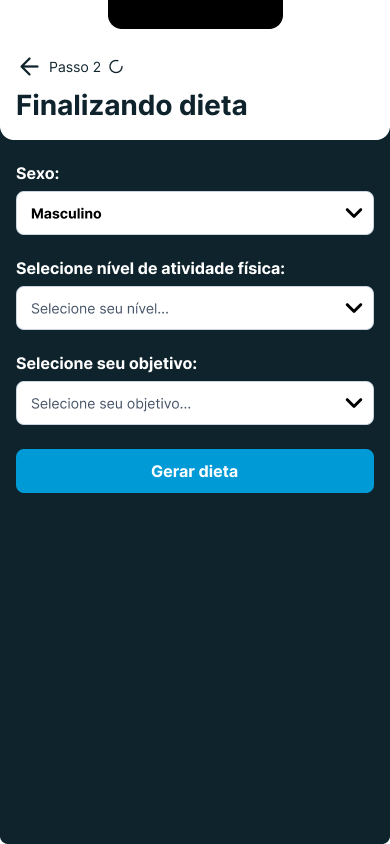 Passo 2
Finalizando dieta
Sexo:
Masculino
Selecione nível de atividade física:
Selecione seu nível...
Selecione seu objetivo:
Selecione seu objetivo...
Gerar dieta